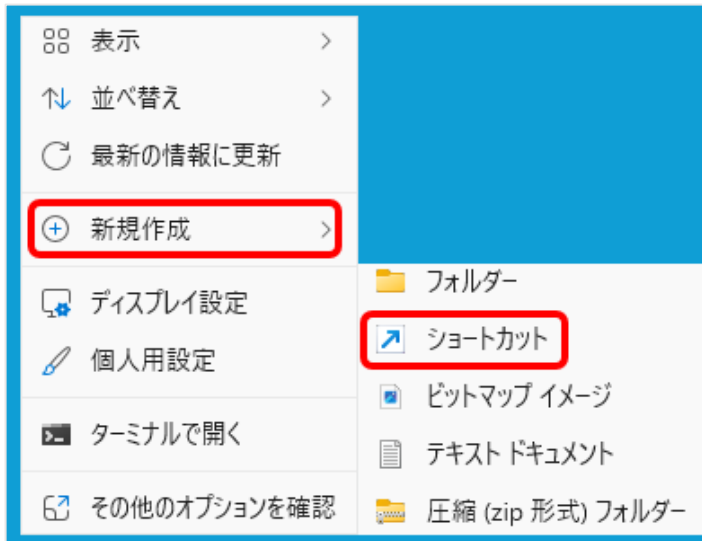 表示
並べ替え
最新の情報に更新
新規作成
ディスプレイ設定
個人用設定
ターミナルで開く
その他のオプションを確認
フォルダー
ショートカット
ビットマップ イメージ
テキスト ドキュメント
圧縮 (zip 形式) フォルダー